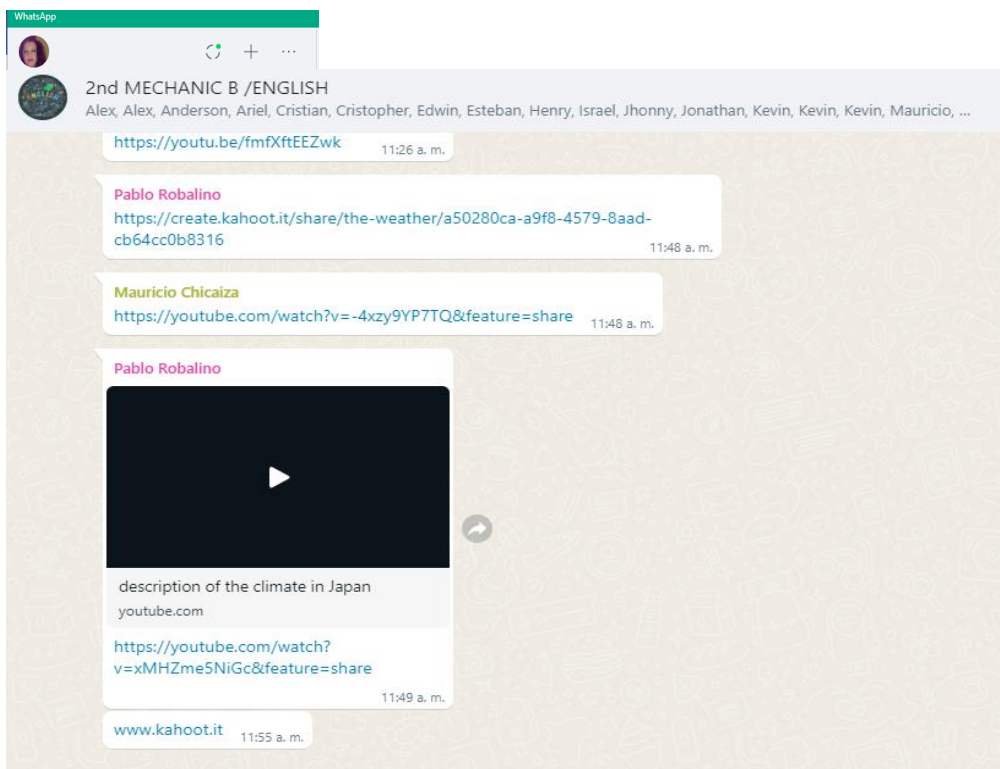 WhatsApp
2nd MECHANIC B /ENGLISH
Alex, Alex, Anderson, Ariel, Cristian, Cristopher, Edwin, Esteban, Henry, Israel, Jhonny, Jonathan, Kevin, Kevin, Kevin, Mauricio, ...
https://youtu.be/fmfXftEEZwk
11:26 a. m.
Pablo Robalino
https://create.kahoot.it/share/the-weather/a50280ca-a9f8-4579-8aad-
cb64cc0b8316
11:48 a. m.
Mauricio Chicaiza
https://youtube.com/watch?v=-4xzy9YP7TQ&feature=share
11:48 a. m.
Pablo Robalino
description of the climate in Japan
youtube.com
https://youtube.com/watch?
v=xMHZme5NiGc&feature=share
11:49 a. m.
www.kahoot.it
11:55 a. m.